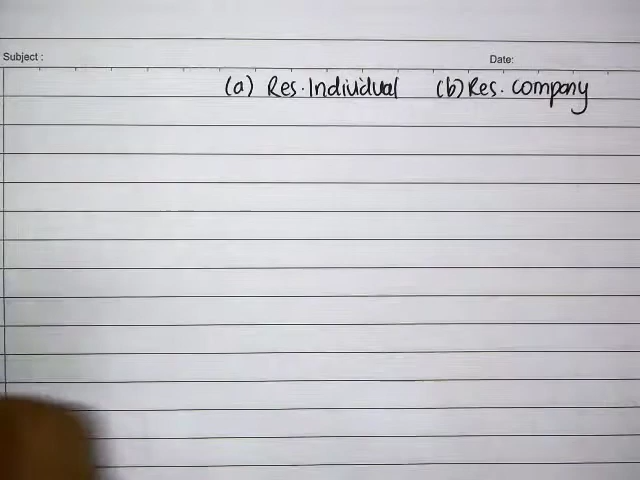 Subject : Date:
(a) Res. Individual (b) Res. company